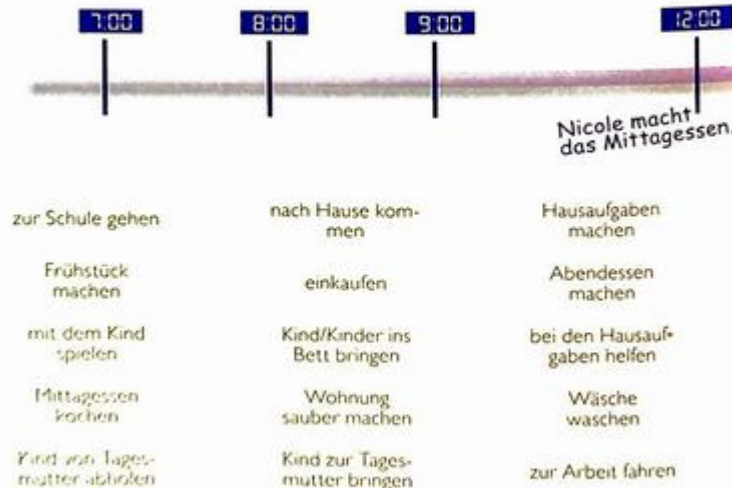 7:00 8:00 9:00 12:00
Nicole macht
das Mittagessen.
zur Schule gehen
nach Hause kom-
men
Hausaufgaben
machen
Frühstück
machen
einkaufen
Abendessen
machen
mit dem Kind
spielen
Kind/Kinder ins
Bett bringen
bei den Hausauf-
gaben helfen
Mittagessen
kochen
Wohnung
sauber machen
Wäsche
waschen
Kind von Tages-
mutter abholen
Kind zur Tages-
mutter bringen
zur Arbeit fahren